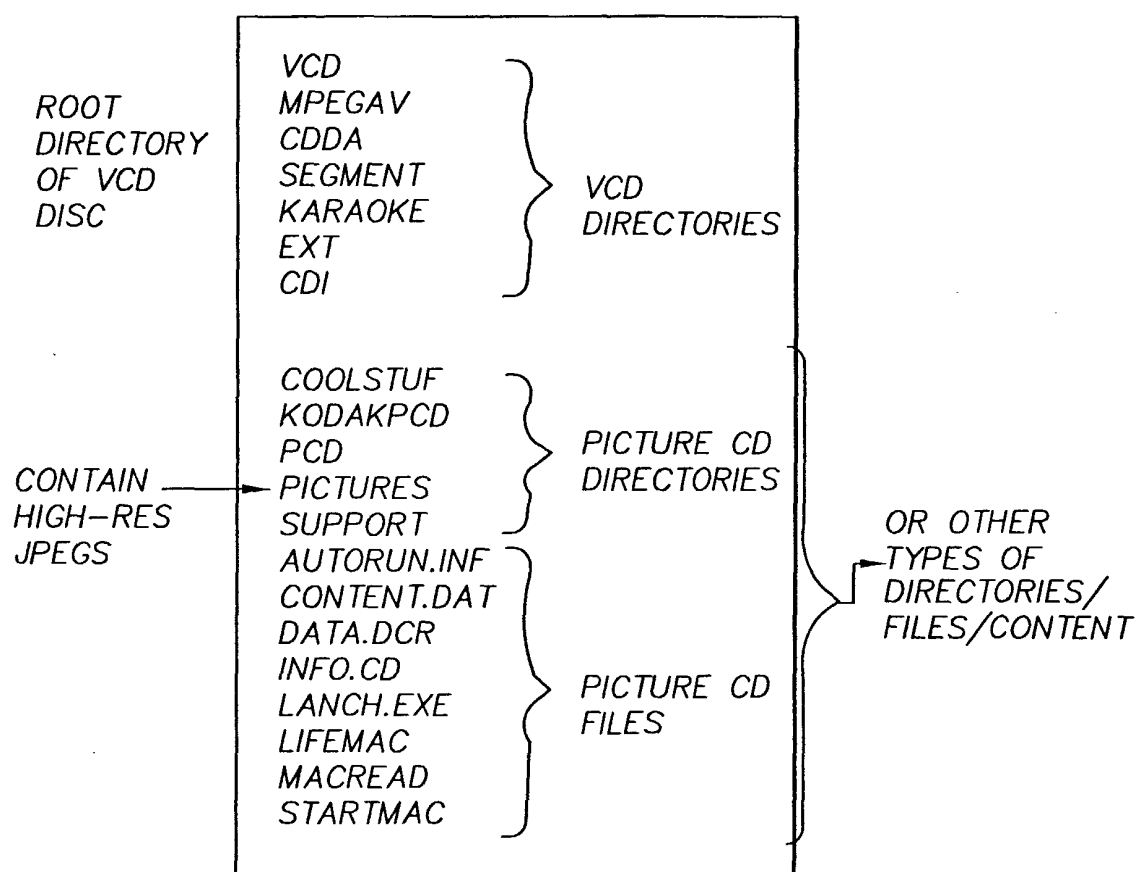 ROOT
DIRECTORY
OF VCD
DISC
VCD
MPEGAV
CDDA
SEGMENT
KARAOKE
EXT
CDI
VCD
DIRECTORIES
CONTAIN
HIGH-RES
JPEGS
COOLSTUF
KODAKPCD
PCD
PICTURES
SUPPORT
PICTURE CD
DIRECTORIES
AUTORUN.INF
CONTENT.DAT
DATA.DCR
INFO.CD
LANCH.EXE
LIFEMAC
MACREAD
STARTMAC
PICTURE CD
FILES
OR OTHER
TYPES OF
DIRECTORIES/
FILES/CONTENT